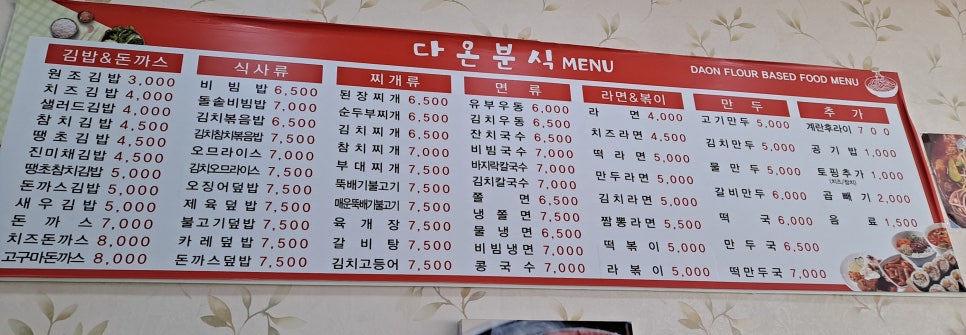 다온분식 MENU
DAON FLOUR BASED FOOD MENU
김밥&돈까스
원조김밥 3,000
치즈김밥 4,000
샐러드김밥 4,000
참치김밥 4,500
땡초김밥 4,500
진미채김밥 4,500
땡초참치김밥 5,000
돈까스김밥 5,000
새우김밥 5,000
돈까스 7,000
치즈돈까스 8,000
고구마돈까스 8,000
식사류
비빔밥 6,500
돌솥비빔밥 7,000
김치볶음밥 6,500
김치참치볶음밥 7,500
오므라이스 7,000
김치오므라이스 7,500
오징어덮밥 7,500
제육덮밥 7,500
불고기덮밥 7,500
카레덮밥 7,500
돈까스덮밥 7,500
찌개류
된장찌개 6,500
순두부찌개 6,500
김치찌개 6,500
참치찌개 7,000
부대찌개 7,500
뚝배기불고기 7,500
매운뚝배기불고기 7,500
육개장 7,500
갈비탕 7,500
김치고등어 7,500
면류
유부우동 6,000
김치우동 6,500
잔치국수 6,500
비빔국수 7,000
바지락칼국수 7,000
김치칼국수 7,000
쫄면 6,500
냉쫄면 7,500
물냉면 6,500
비빔냉면 7,000
콩국수 7,000
라면&볶이
라면 4,000
치즈라면 4,500
떡라면 5,000
만두라면 5,000
김치라면 5,000
짬뽕라면 5,500
떡볶이 5,000
라볶이 5,000
만두
고기만두 5,000
김치만두 5,000
물만두 5,000
갈비만두 6,000
떡국 6,000
만두국 6,500
떡만두국 7,000
추가
계란후라이 700
공기밥 1,000
토핑추가 1,000
(치즈/참치)
곱빼기 2,000
음료 1,500